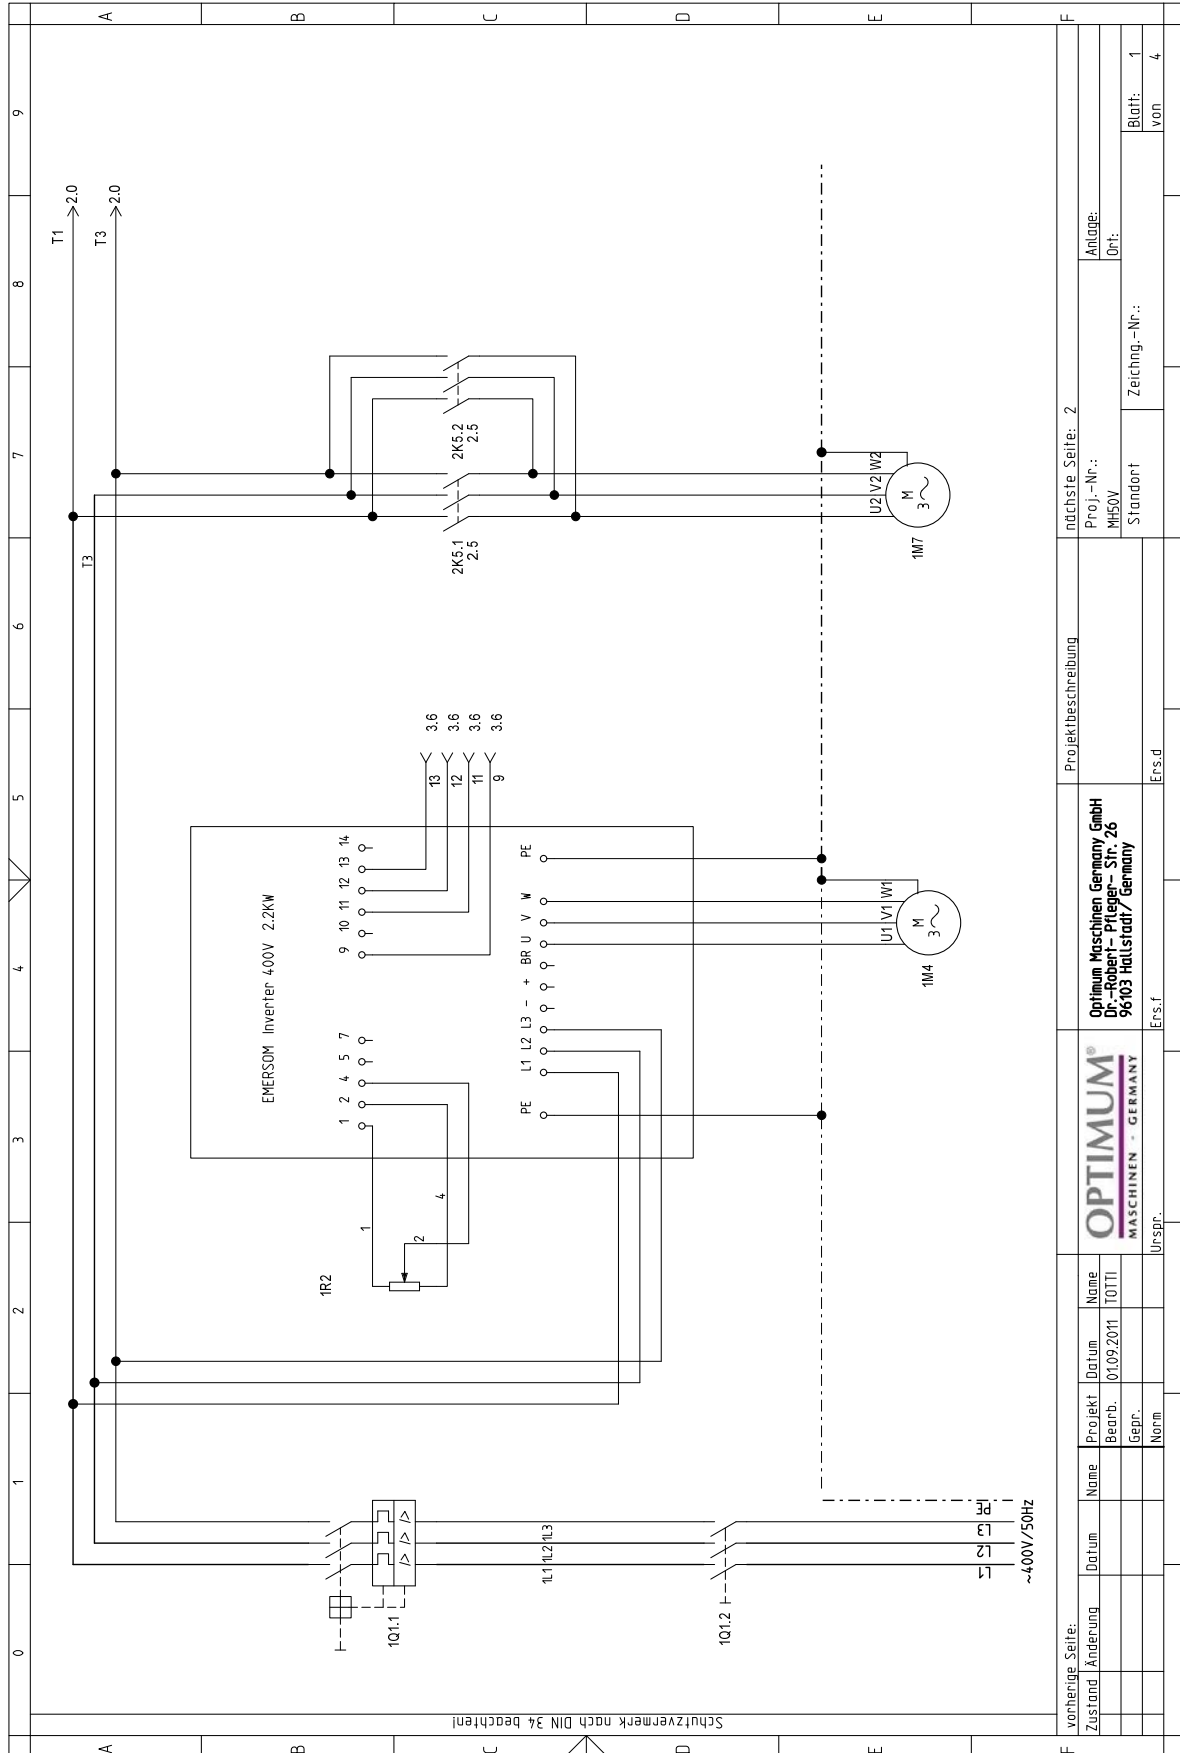 0 1 2 3 4 5 6 7 8 9
A
B
C
D
E
F
A
B
C
D
E
F
Schutzvermerk nach DIN 34 beachten!
T1
2.0
T3
2.0
T3
EMERSOM Inverter 400V 2.2KW
1 2 4 5 7
9 10 11 12 13 14
1R2
1
2
4
13
3.6
12
3.6
11
3.6
9
3.6
PE L1 L2 L3 - + BR U V W PE
2K5.1
2.5
2K5.2
2.5
1Q1.1
1L1 1L2 1L3
1Q1.2
L1
L2
L3
PE
~400V/50Hz
U1 V1 W1
M
3
1M4
U2 V2 W2
M
3
1M7
vorherige Seite:
Zustand Änderung Datum Name
Projekt Datum Name
Bearb. 01.09.2011 TOTTI
Gepr.
Norm
Urspr.
OPTIMUM®
MASCHINEN - GERMANY
Optimum Maschinen Germany GmbH
Dr.-Robert- Pfleger- Str. 26
96103 Hallstadt/ Germany
Ers.f
Ers.d
Projektbeschreibung
nächste Seite: 2
Proj.-Nr.:
MH50V
Standort
Zeichng.-Nr.:
Anlage:
Ort:
Blatt: 1
von 4